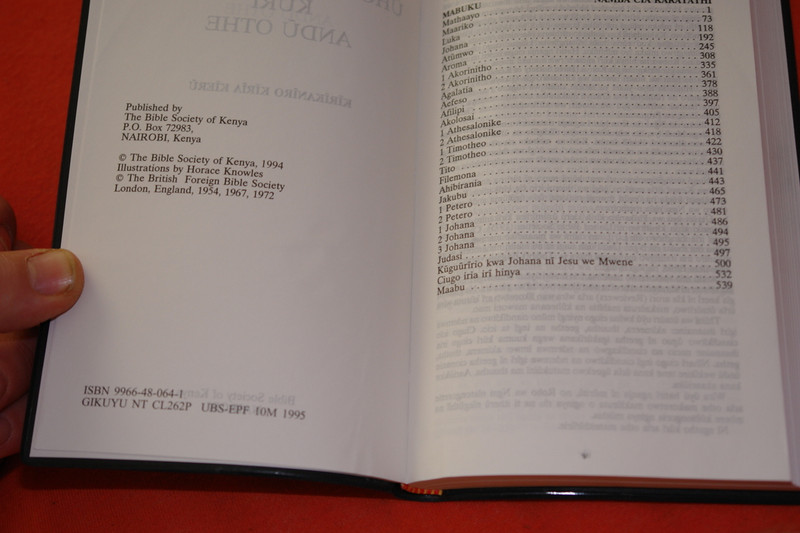 Published by
The Bible Society of Kenya
P.O. Box 72983,
NAIROBI, Kenya
© The Bible Society of Kenya, 1994
Illustrations by Horace Knowles
© The British Foreign Bible Society
London, England, 1954, 1967, 1972
ISBN 9966-48-064-1
GIKUYU NT CL262P UBS-EPF 10M 1995
MABUKU NAMBA CIA KARATATHI
Mathaayo 1
Maariko 73
Luka 118
Johana 192
Atũmwo 245
Aroma 308
1 Akorinitho 335
2 Akorinitho 361
Agalatia 378
Aefeso 388
Afilipi 397
Akolosai 405
1 Athesalonike 412
2 Athesalonike 418
1 Timotheo 422
2 Timotheo 430
Tito 437
Filemona 441
Ahibirania 443
Jakubu 465
1 Petero 473
2 Petero 481
1 Johana 486
2 Johana 494
3 Johana 495
Judasi 497
Kũguũrĩrio kwa Johana nĩ Jesu we Mwene 500
Ciugo iria irĩ hinya 532
Maabu 539